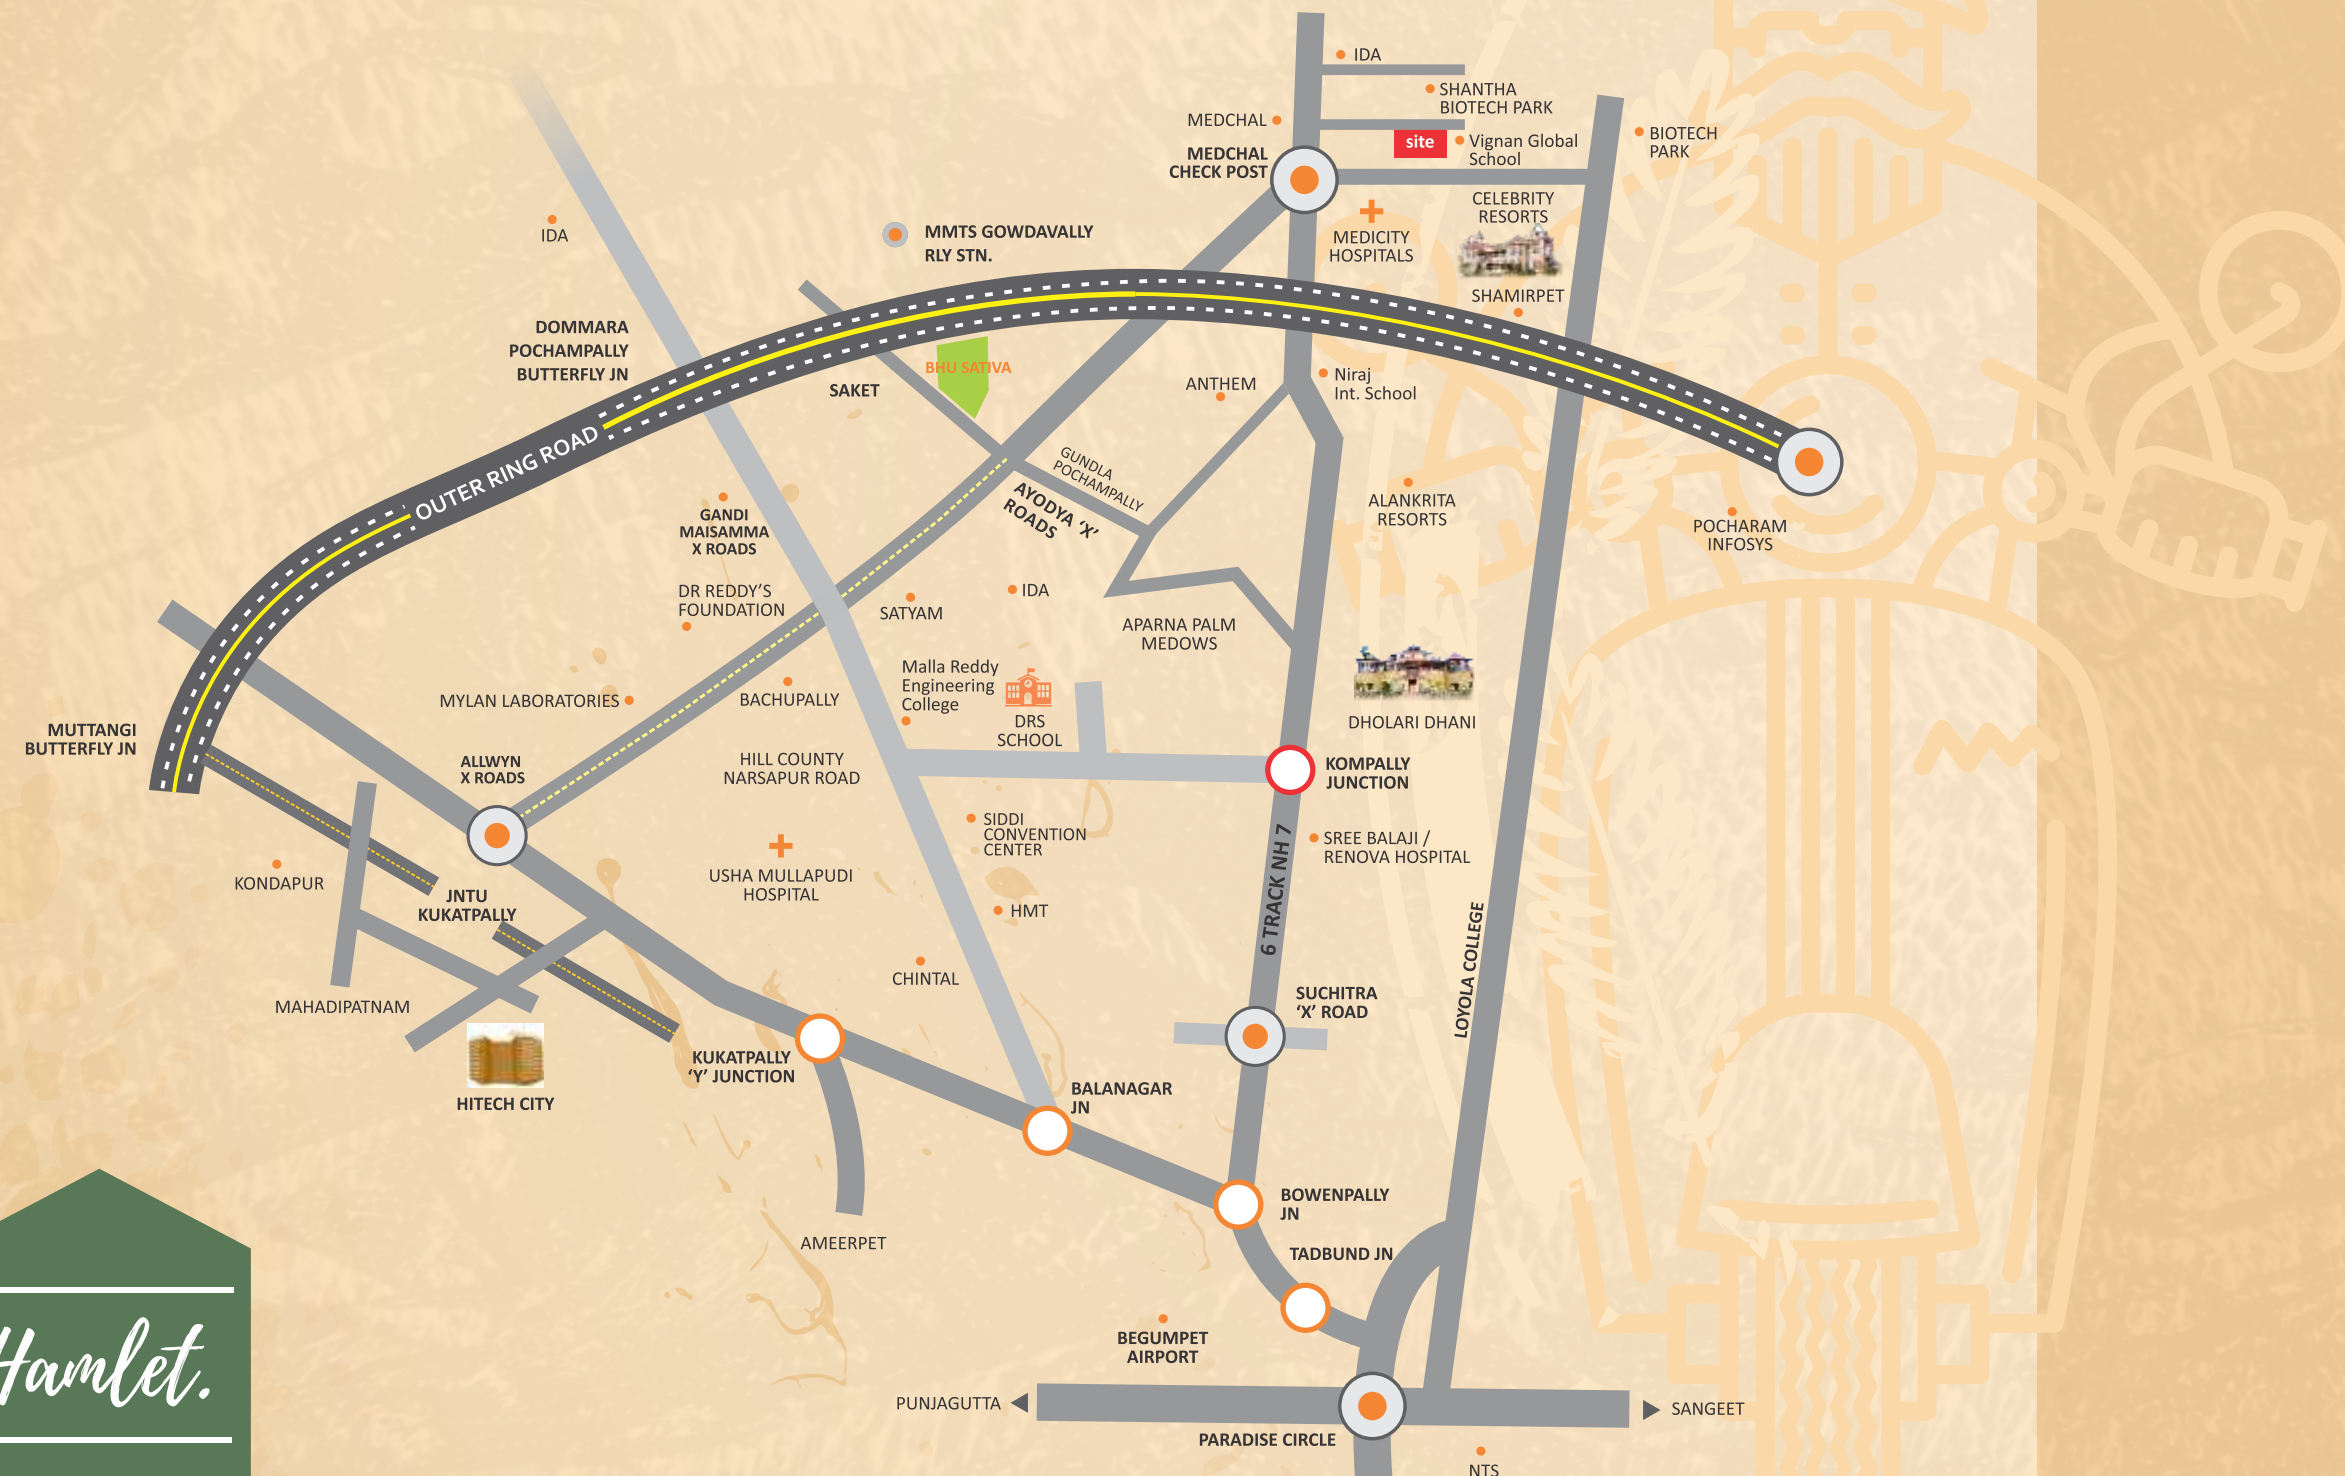 IDA
SHANTHA
BIOTECH PARK
MEDCHAL
site
Vignan Global
School
BIOTECH
PARK
MEDCHAL
CHECK POST
CELEBRITY
RESORTS
MEDICITY
HOSPITALS
IDA
MMTS GOWDAVALLY
RLY STN.
SHAMIRPET
DOMMARA
POCHAMPALLY
BUTTERFLY JN
BHU SATIVA
SAKET
ANTHEM
Niraj
Int. School
OUTER RING ROAD
GUNDLA
POCHAMPALLY
AYODYA ‘X’
ROADS
GANDI
MAISAMMA
X ROADS
ALANKRITA
RESORTS
POCHARAM
INFOSYS
DR REDDY’S
FOUNDATION
SATYAM
IDA
APARNA PALM
MEDOWS
MYLAN LABORATORIES
BACHUPALLY
Malla Reddy
Engineering
College
DRS
SCHOOL
DHOLARI DHANI
MUTTANGI
BUTTERFLY JN
ALLWYN
X ROADS
HILL COUNTY
NARSAPUR ROAD
KOMPALLY
JUNCTION
SIDDI
CONVENTION
CENTER
6 TRACK NH 7
SREE BALAJI /
RENOVA HOSPITAL
KONDAPUR
USHA MULLAPUDI
HOSPITAL
JNTU
KUKATPALLY
HMT
LOYOLA COLLEGE
CHINTAL
MAHADIPATNAM
SUCHITRA
‘X’ ROAD
HITECH CITY
KUKATPALLY
‘Y’ JUNCTION
BALANAGAR
JN
BOWENPALLY
JN
AMEERPET
TADBUND JN
BEGUMPET
AIRPORT
Hamlet.
PUNJAGUTTA
SANGEET
PARADISE CIRCLE
NTS